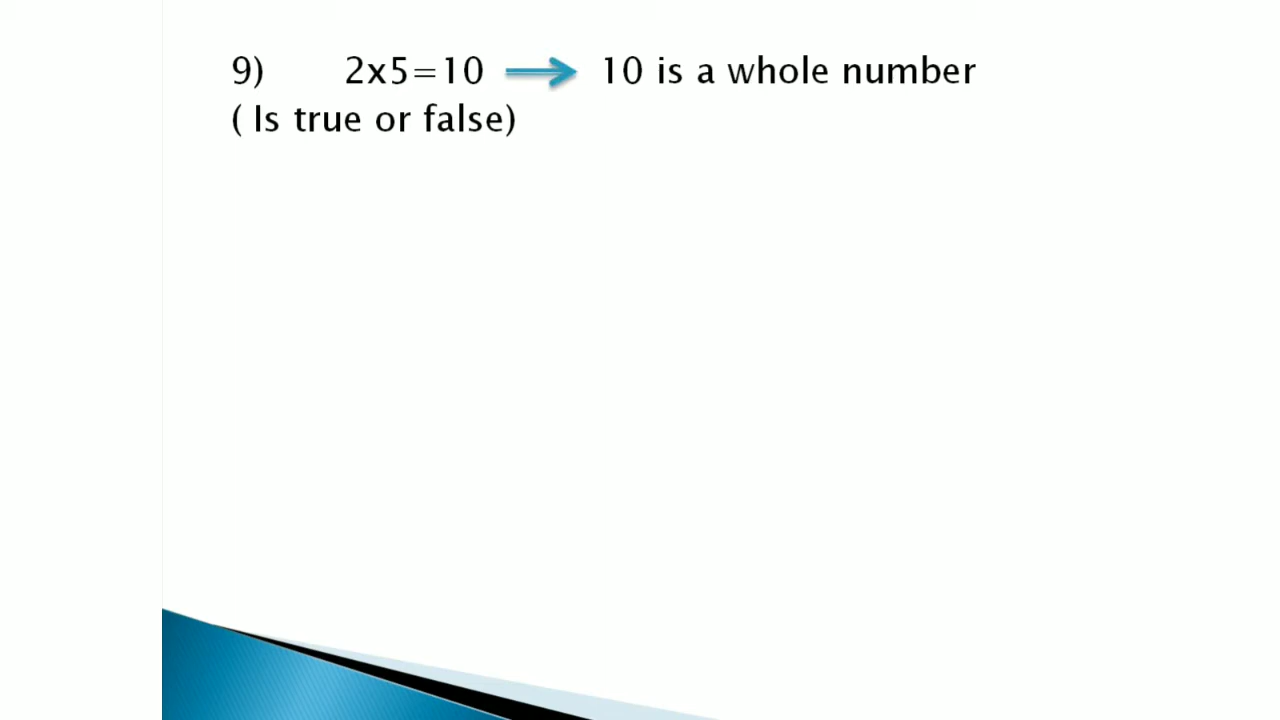 9) 2x5=10 → 10 is a whole number
( Is true or false)